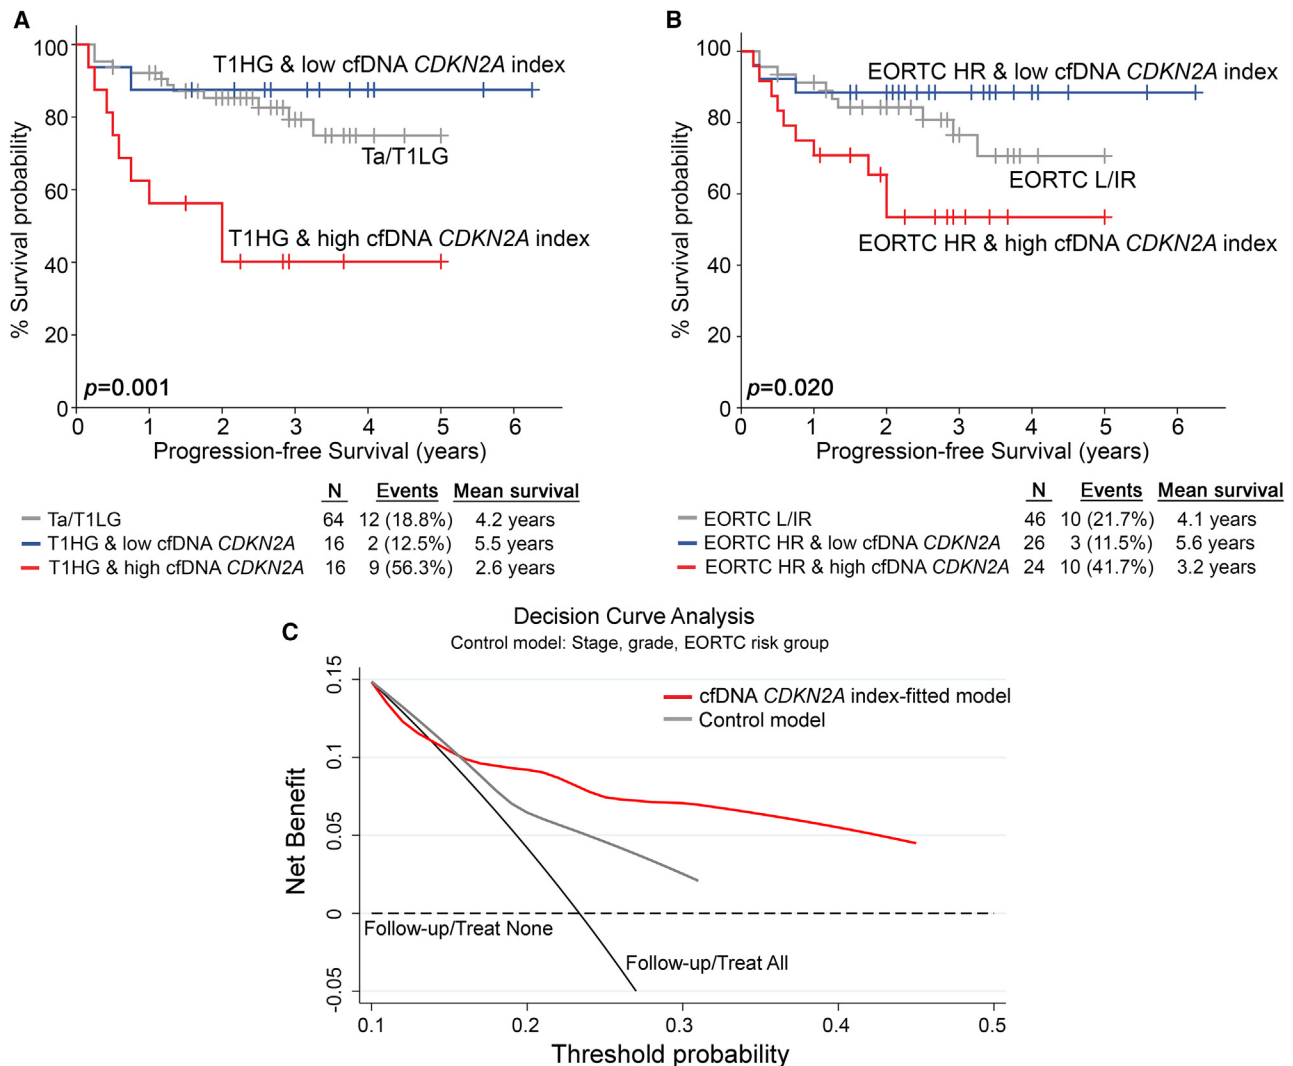 A
100
80
60
40
20
0
% Survival probability
T1HG & low cfDNA CDKN2A index
Ta/T1LG
T1HG & high cfDNA CDKN2A index
p=0.001
0 1 2 3 4 5 6
Progression-free Survival (years)
N Events Mean survival
Ta/T1LG 64 12 (18.8%) 4.2 years
T1HG & low cfDNA CDKN2A 16 2 (12.5%) 5.5 years
T1HG & high cfDNA CDKN2A 16 9 (56.3%) 2.6 years
B
100
80
60
40
20
0
% Survival probability
EORTC HR & low cfDNA CDKN2A index
EORTC L/IR
EORTC HR & high cfDNA CDKN2A index
p=0.020
0 1 2 3 4 5 6
Progression-free Survival (years)
N Events Mean survival
EORTC L/IR 46 10 (21.7%) 4.1 years
EORTC HR & low cfDNA CDKN2A 26 3 (11.5%) 5.6 years
EORTC HR & high cfDNA CDKN2A 24 10 (41.7%) 3.2 years
C
Decision Curve Analysis
Control model: Stage, grade, EORTC risk group
0.15
0.1
0.05
0
-0.05
Net Benefit
cfDNA CDKN2A index-fitted model
Control model
Follow-up/Treat None
Follow-up/Treat All
0.1 0.2 0.3 0.4 0.5
Threshold probability